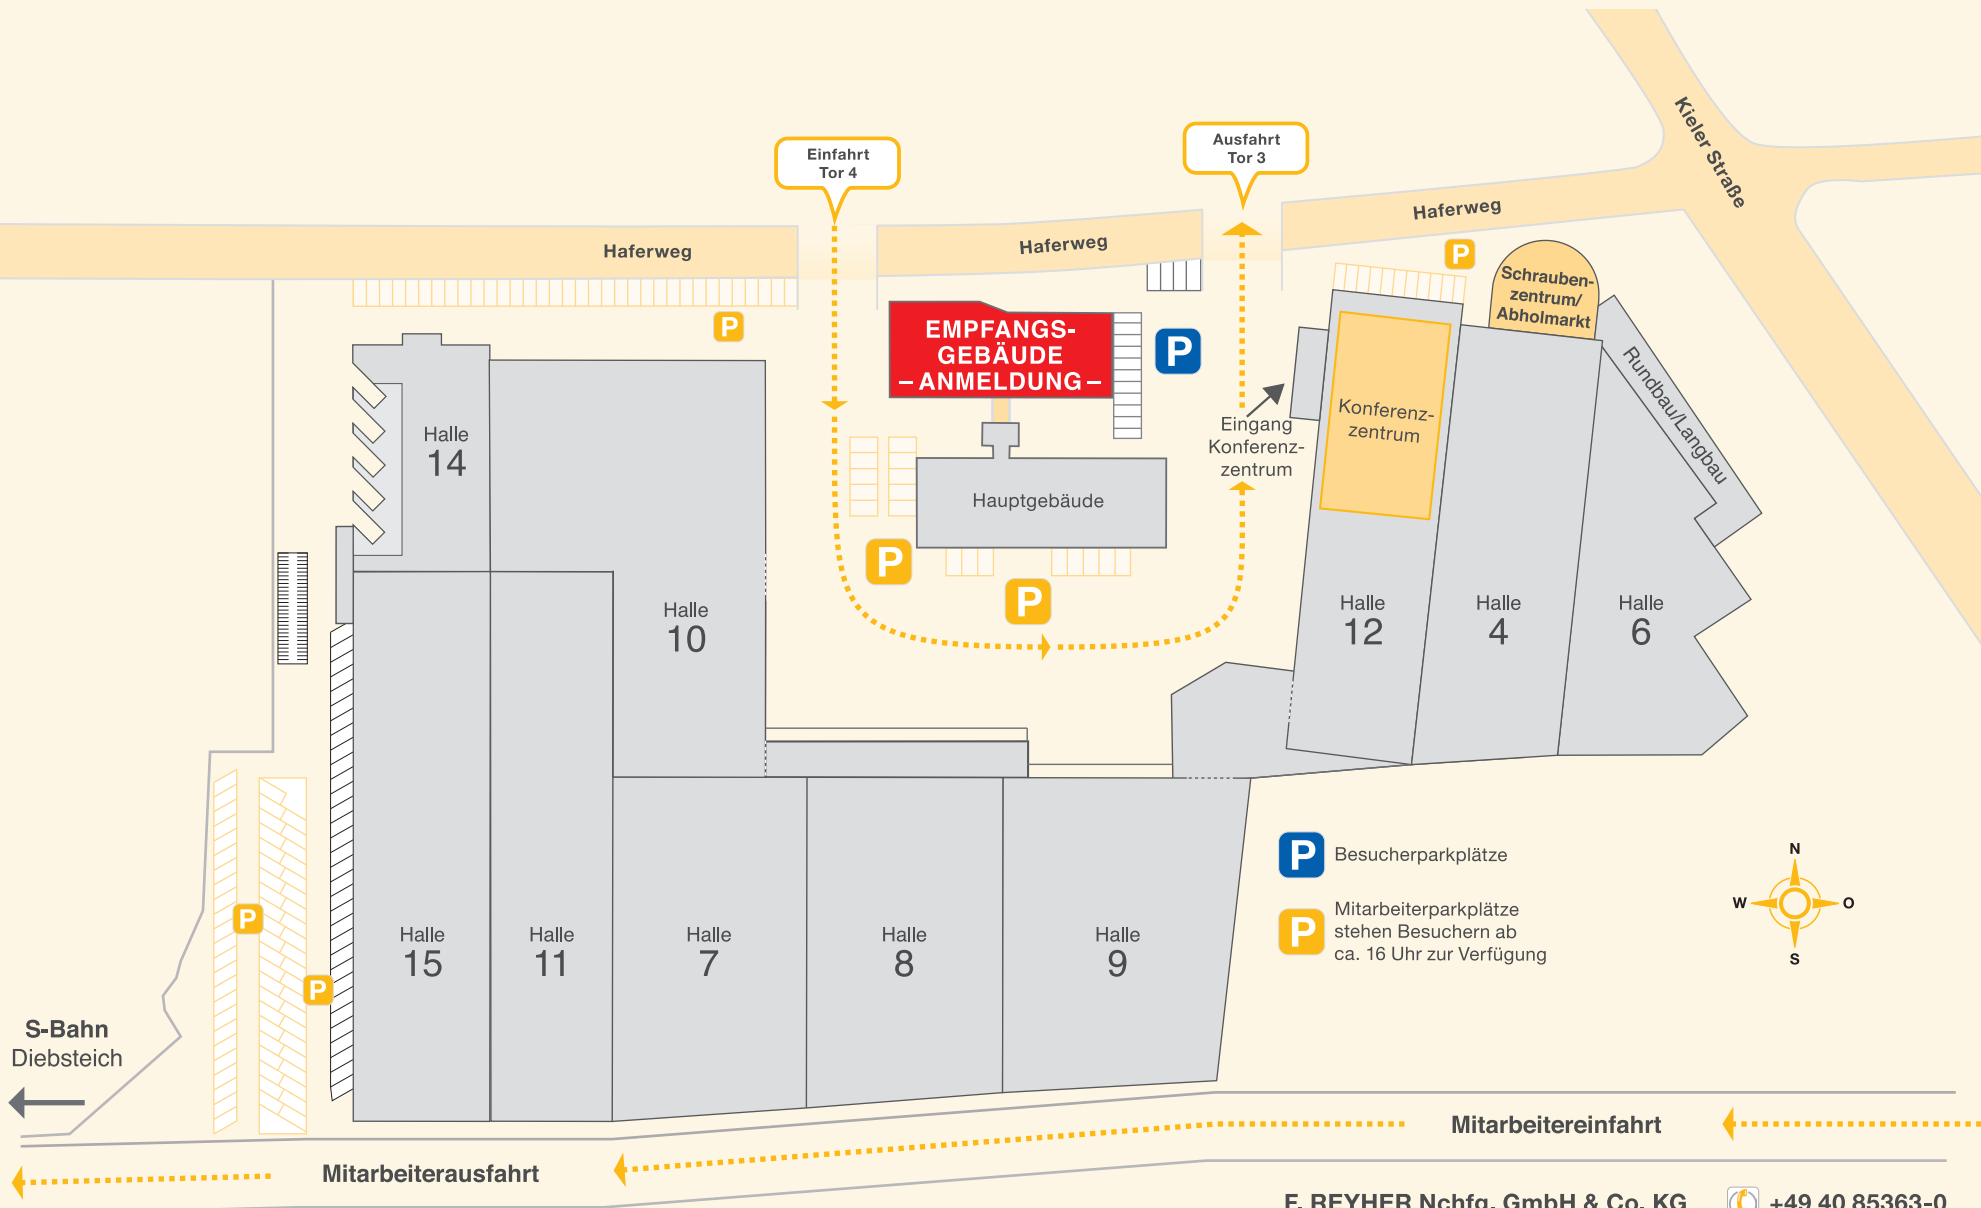 Kieler Straße
Einfahrt
Tor 4
Ausfahrt
Tor 3
Haferweg
Haferweg
Haferweg
P
P
P
EMPFANGS-
GEBÄUDE
– ANMELDUNG –
Schrauben-
zentrum/
Abholmarkt
Rundbau/Langbau
Konferenz-
zentrum
Eingang
Konferenz-
zentrum
Halle
14
Hauptgebäude
P
P
Halle
10
Halle
12
Halle
4
Halle
6
P
Besucherparkplätze
P
Mitarbeiterparkplätze
stehen Besuchern ab
ca. 16 Uhr zur Verfügung
N
W
O
S
P
P
Halle
15
Halle
11
Halle
7
Halle
8
Halle
9
S-Bahn
Diebsteich
Mitarbeitereinfahrt
Mitarbeiterausfahrt
F. REYHER Nchfg. GmbH & Co. KG
+49 40 85363-0